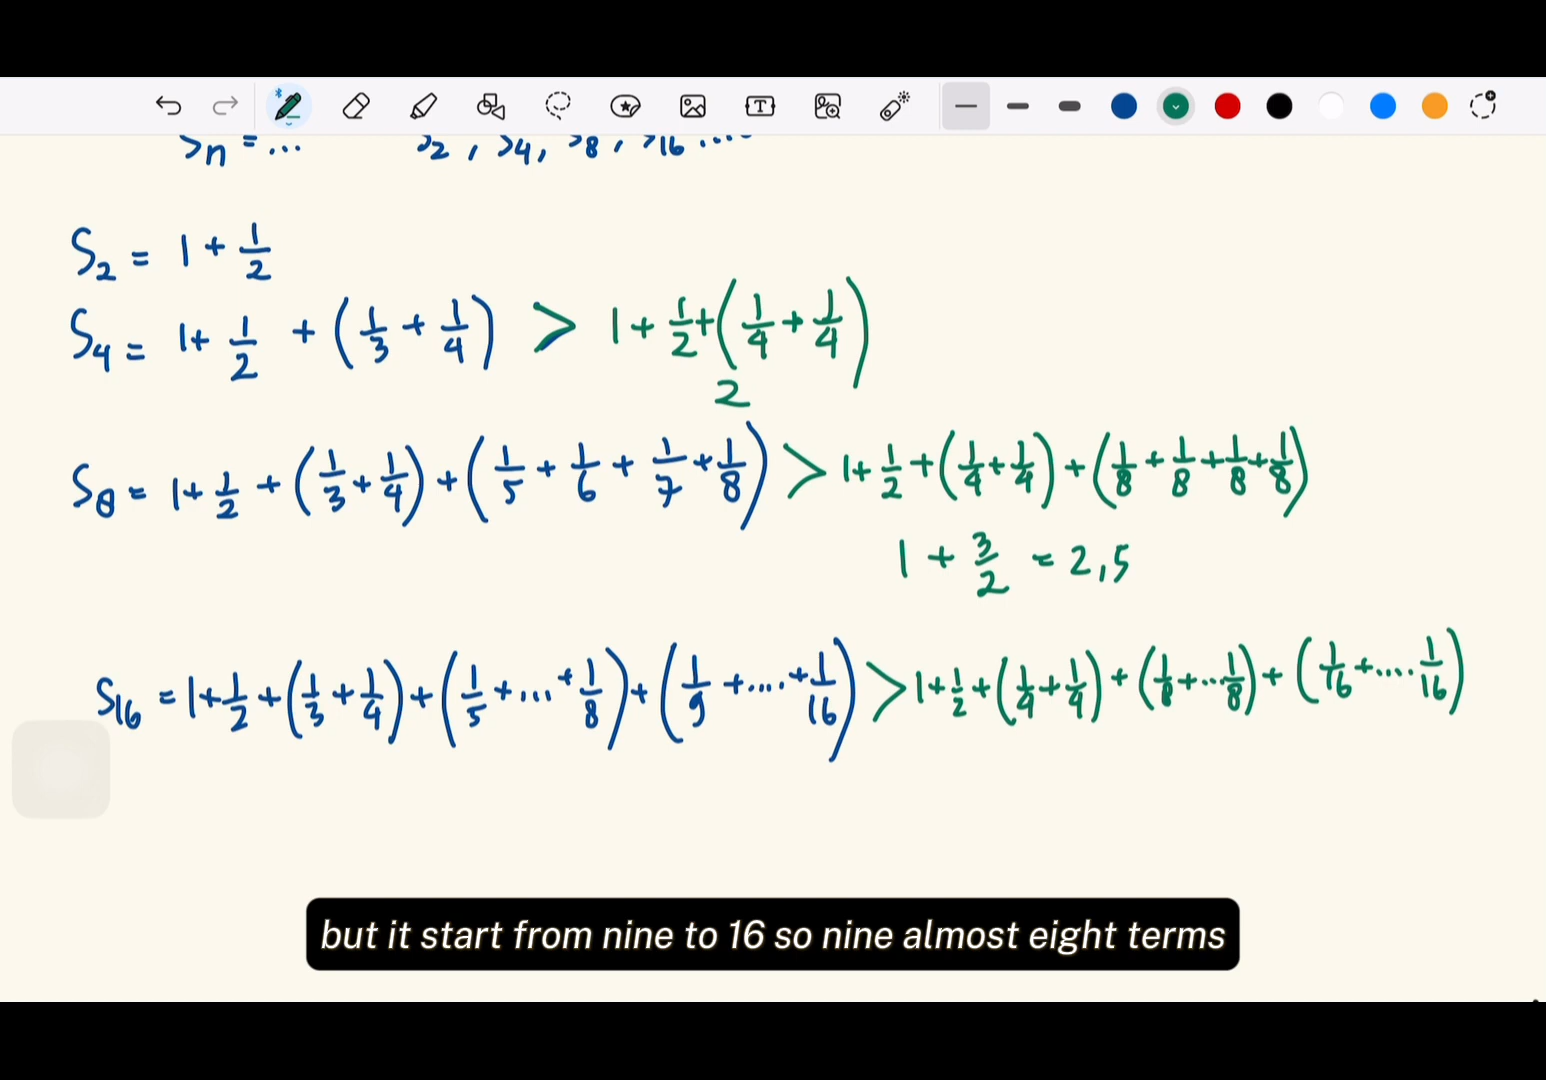 Sn = ... S2, S4, S8, S16 ....
S2 = 1 + 1/2
S4 = 1 + 1/2 + (1/3 + 1/4) > 1 + 1/2 + (1/4 + 1/4)
2
S8 = 1 + 1/2 + (1/3 + 1/4) + (1/5 + 1/6 + 1/7 + 1/8) > 1 + 1/2 + (1/4 + 1/4) + (1/8 + 1/8 + 1/8 + 1/8)
1 + 3/2 = 2,5
S16 = 1 + 1/2 + (1/3 + 1/4) + (1/5 + ... + 1/8) + (1/9 + .... + 1/16) > 1 + 1/2 + (1/4 + 1/4) + (1/8 + ... 1/8) + (1/16 + .... 1/16)
but it start from nine to 16 so nine almost eight terms